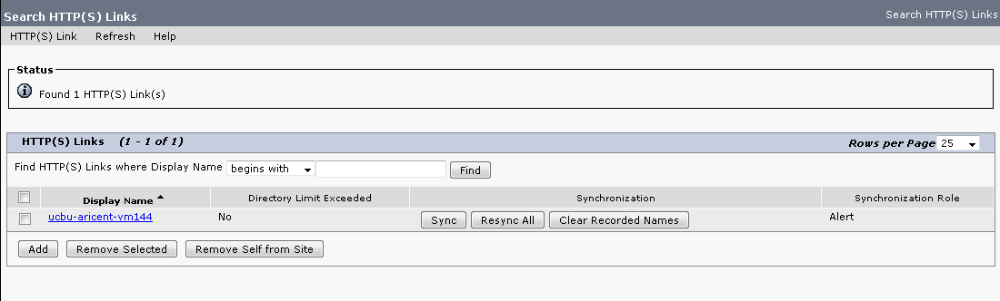 Search HTTP(S) Links Search HTTP(S) Links
HTTP(S) Link Refresh Help
Status
Found 1 HTTP(S) Link(s)
HTTP(S) Links (1 - 1 of 1) Rows per Page 25
Find HTTP(S) Links where Display Name begins with Find
Display Name Directory Limit Exceeded Synchronization Synchronization Role
ucbu-aricent-vm144 No Sync Resync All Clear Recorded Names Alert
Add Remove Selected Remove Self from Site